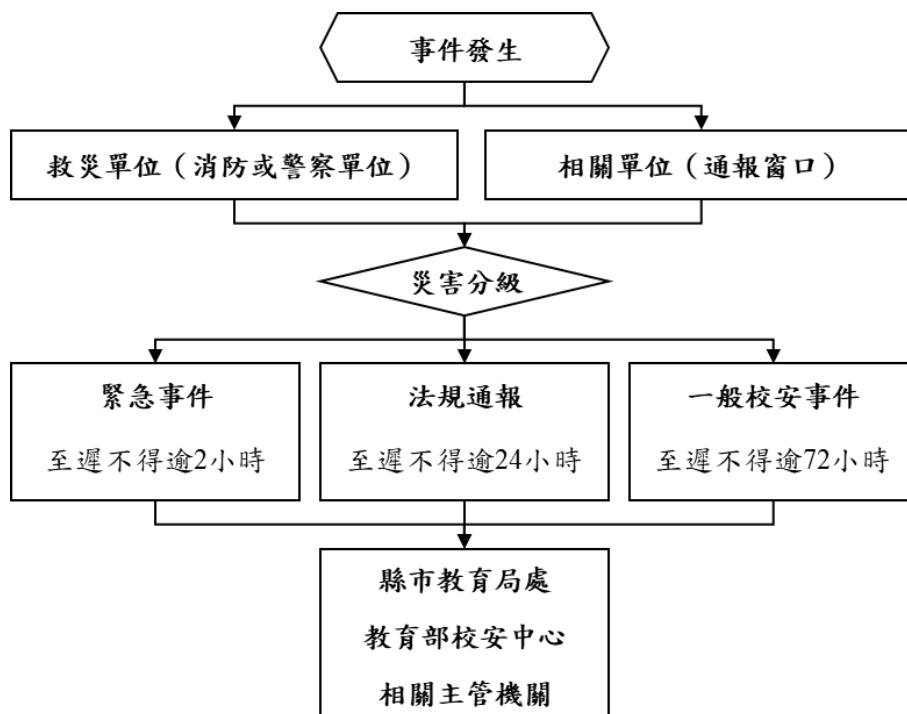 事件發生
救災單位（消防或警察單位）
相關單位（通報窗口）
災害分級
緊急事件
至遲不得逾2小時
法規通報
至遲不得逾24小時
一般校安事件
至遲不得逾72小時
縣市教育局處
教育部校安中心
相關主管機關